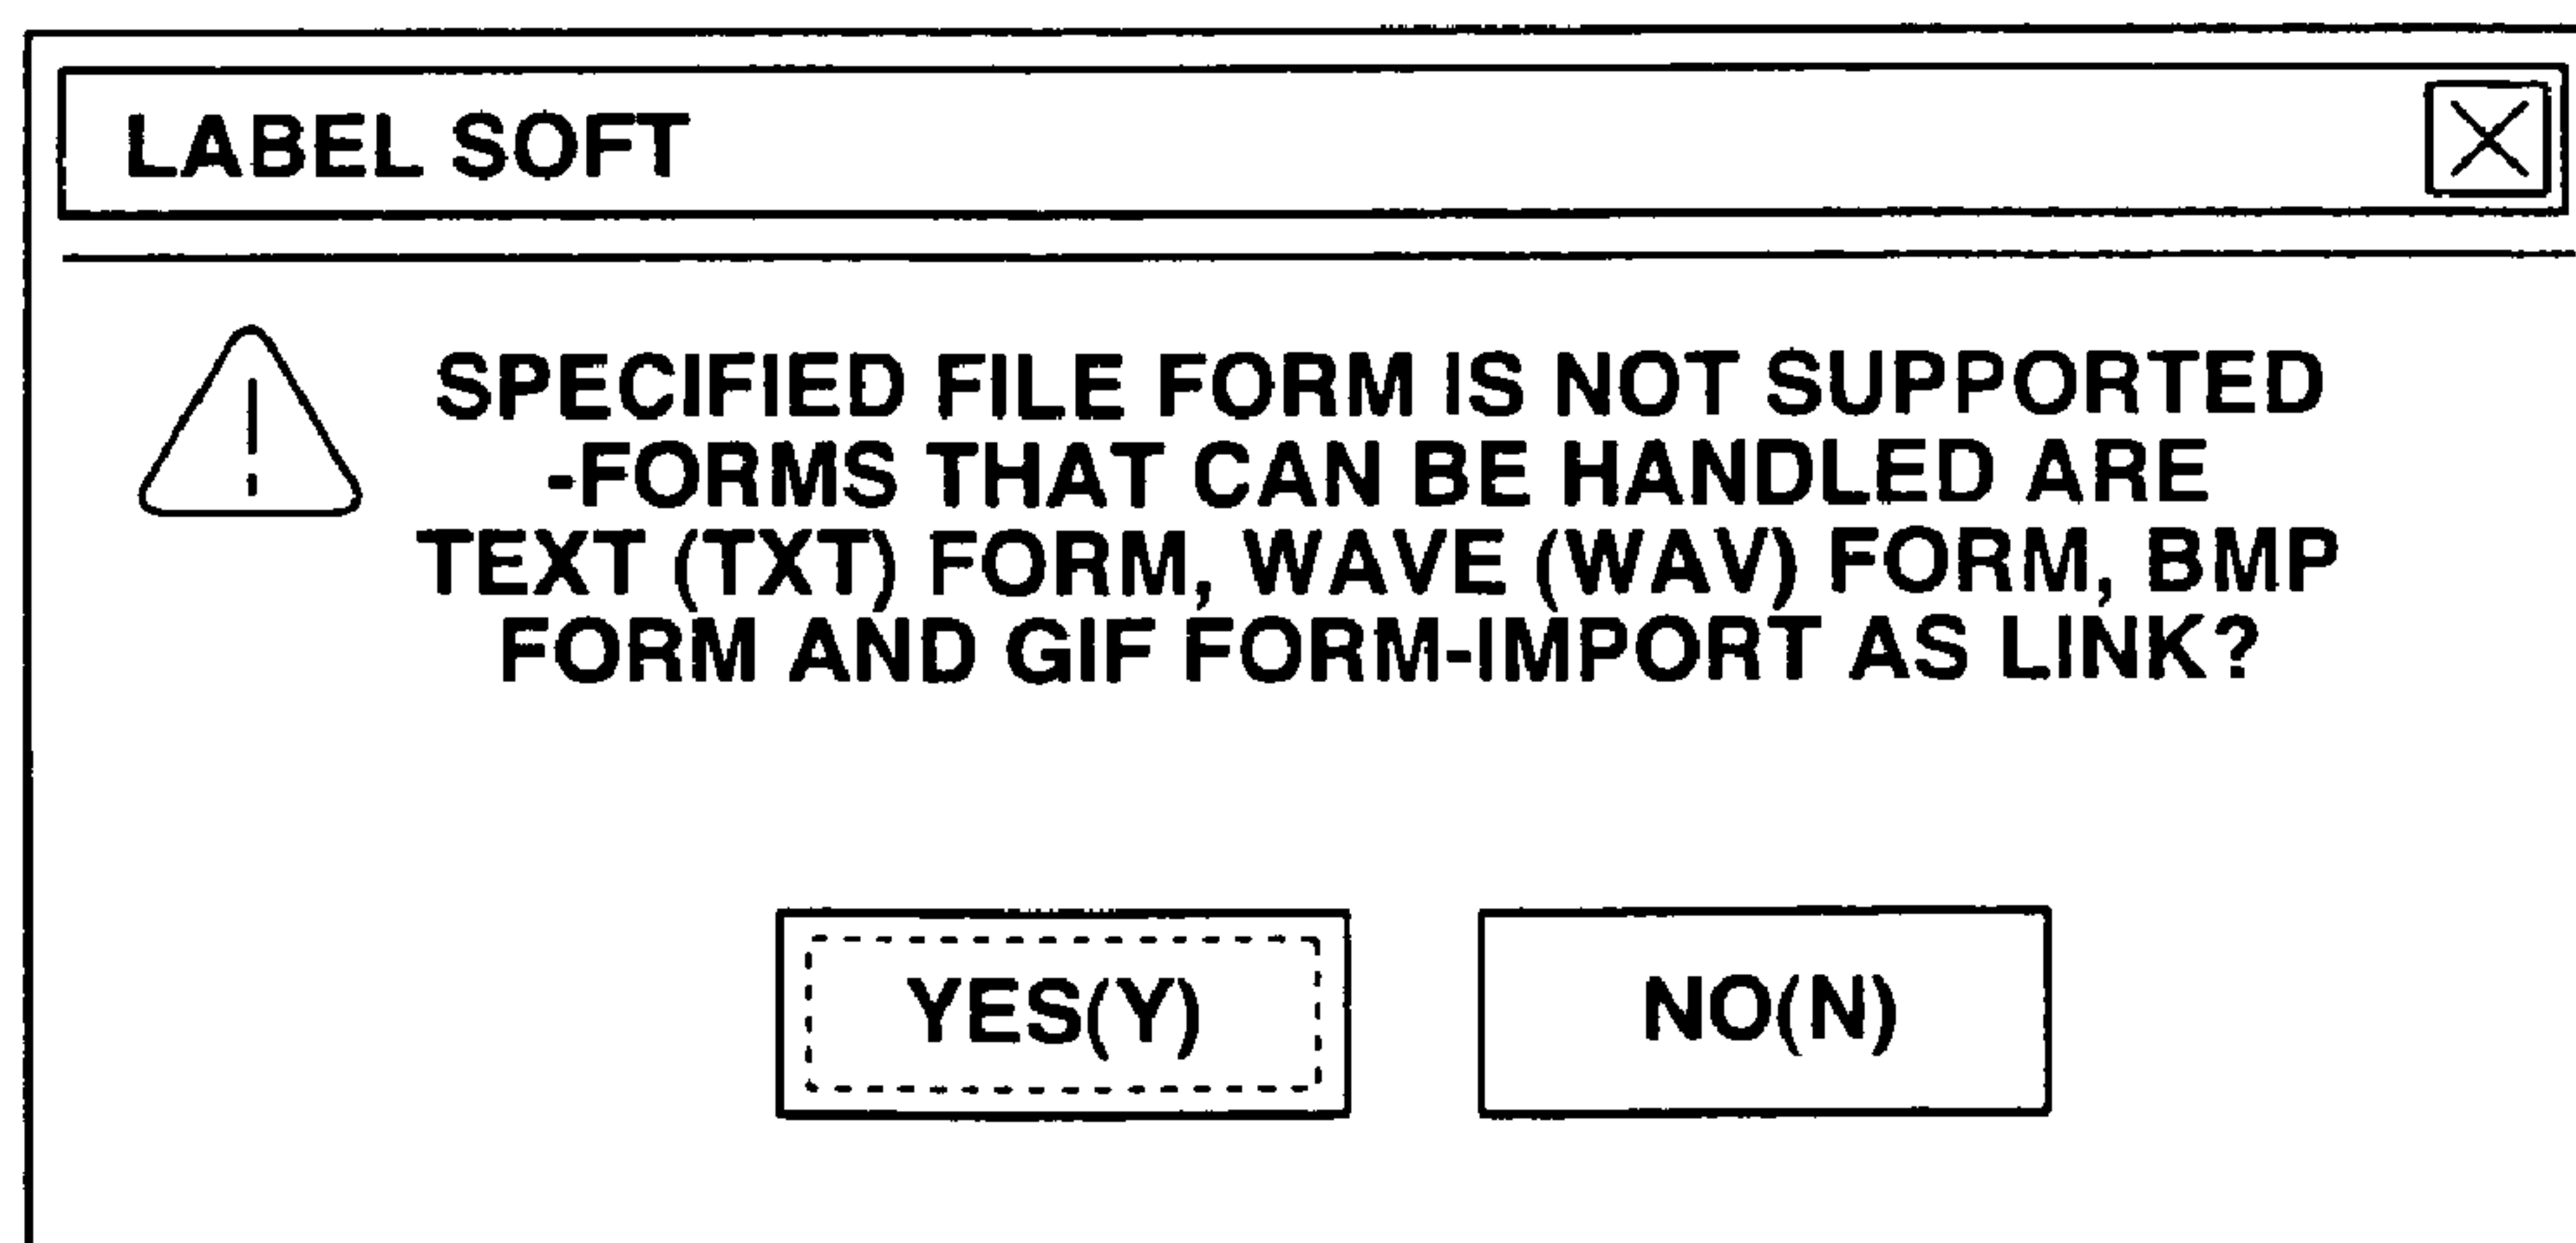 LABEL SOFT
SPECIFIED FILE FORM IS NOT SUPPORTED
-FORMS THAT CAN BE HANDLED ARE
TEXT (TXT) FORM, WAVE (WAV) FORM, BMP
FORM AND GIF FORM-IMPORT AS LINK?
YES(Y)
NO(N)